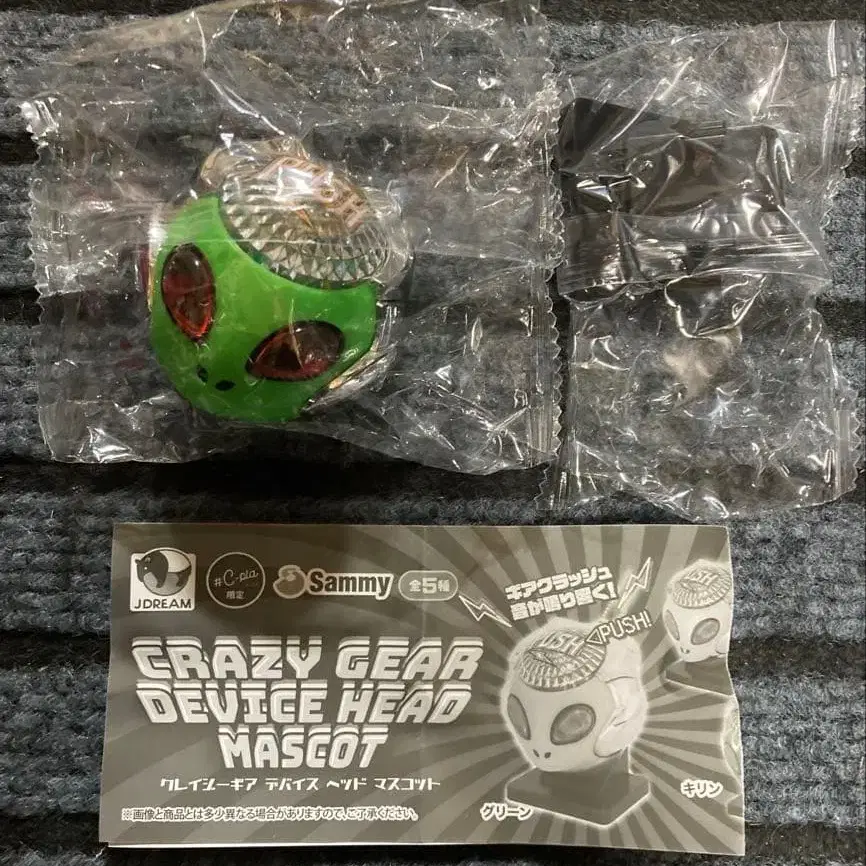 PUSH
JDREAM
#C-pla
限定
Sammy
全5種
ギアクラッシュ
音が鳴り響く!
PUSH!
USH
USH
CRAZY GEAR
DEVICE HEAD
MASCOT
クレイジーギア デバイス ヘッド マスコット
※画像と商品とは多少異なる場合がありますので、ご了承ください。
グリーン
キリン